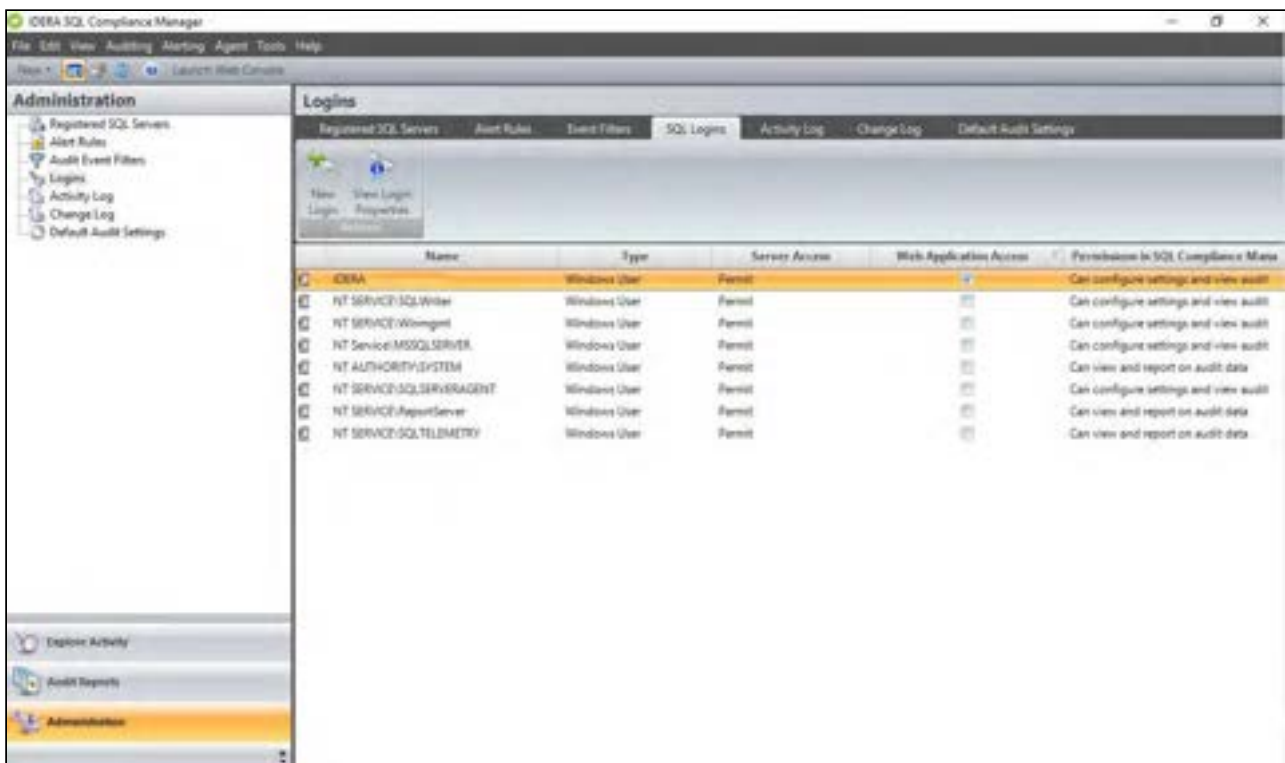 IDERA SQL Compliance Manager
File Edit View Auditing Alerting Agent Tools Help
New Launch Web Console
Administration
Registered SQL Servers
Alert Rules
Audit Event Filters
Logins
Activity Log
Change Log
Default Audit Settings
Explore Activity
Audit Reports
Administration
Logins
Registered SQL Servers Alert Rules Event Filters SQL Logins Activity Log Change Log Default Audit Settings
New Login View Login Properties
Name Type Server Access Web Application Access Permissions in SQL Compliance Mana
IDERA Windows User Permit Can configure settings and view audit
NT SERVICE\SQLWriter Windows User Permit Can configure settings and view audit
NT SERVICE\Winmgmt Windows User Permit Can configure settings and view audit
NT Service\MSSQLSERVER Windows User Permit Can configure settings and view audit
NT AUTHORITY\SYSTEM Windows User Permit Can view and report on audit data
NT SERVICE\SQLSERVERAGENT Windows User Permit Can configure settings and view audit
NT SERVICE\ReportServer Windows User Permit Can view and report on audit data
NT SERVICE\SQLTELEMETRY Windows User Permit Can view and report on audit data